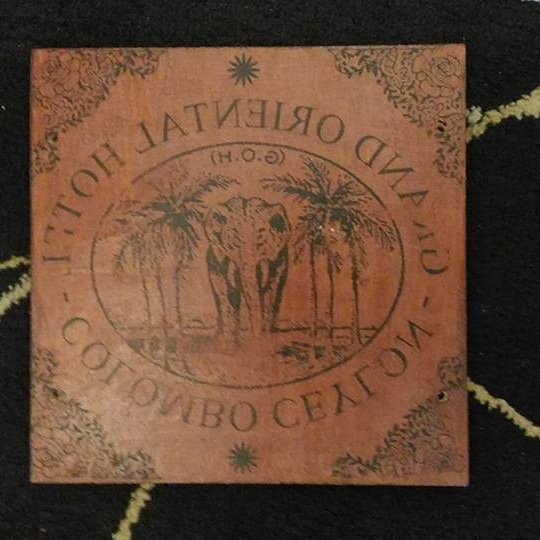 GRAND ORIENTAL HOTEL
(G.O.H)
- COLOMBO CEYLON -